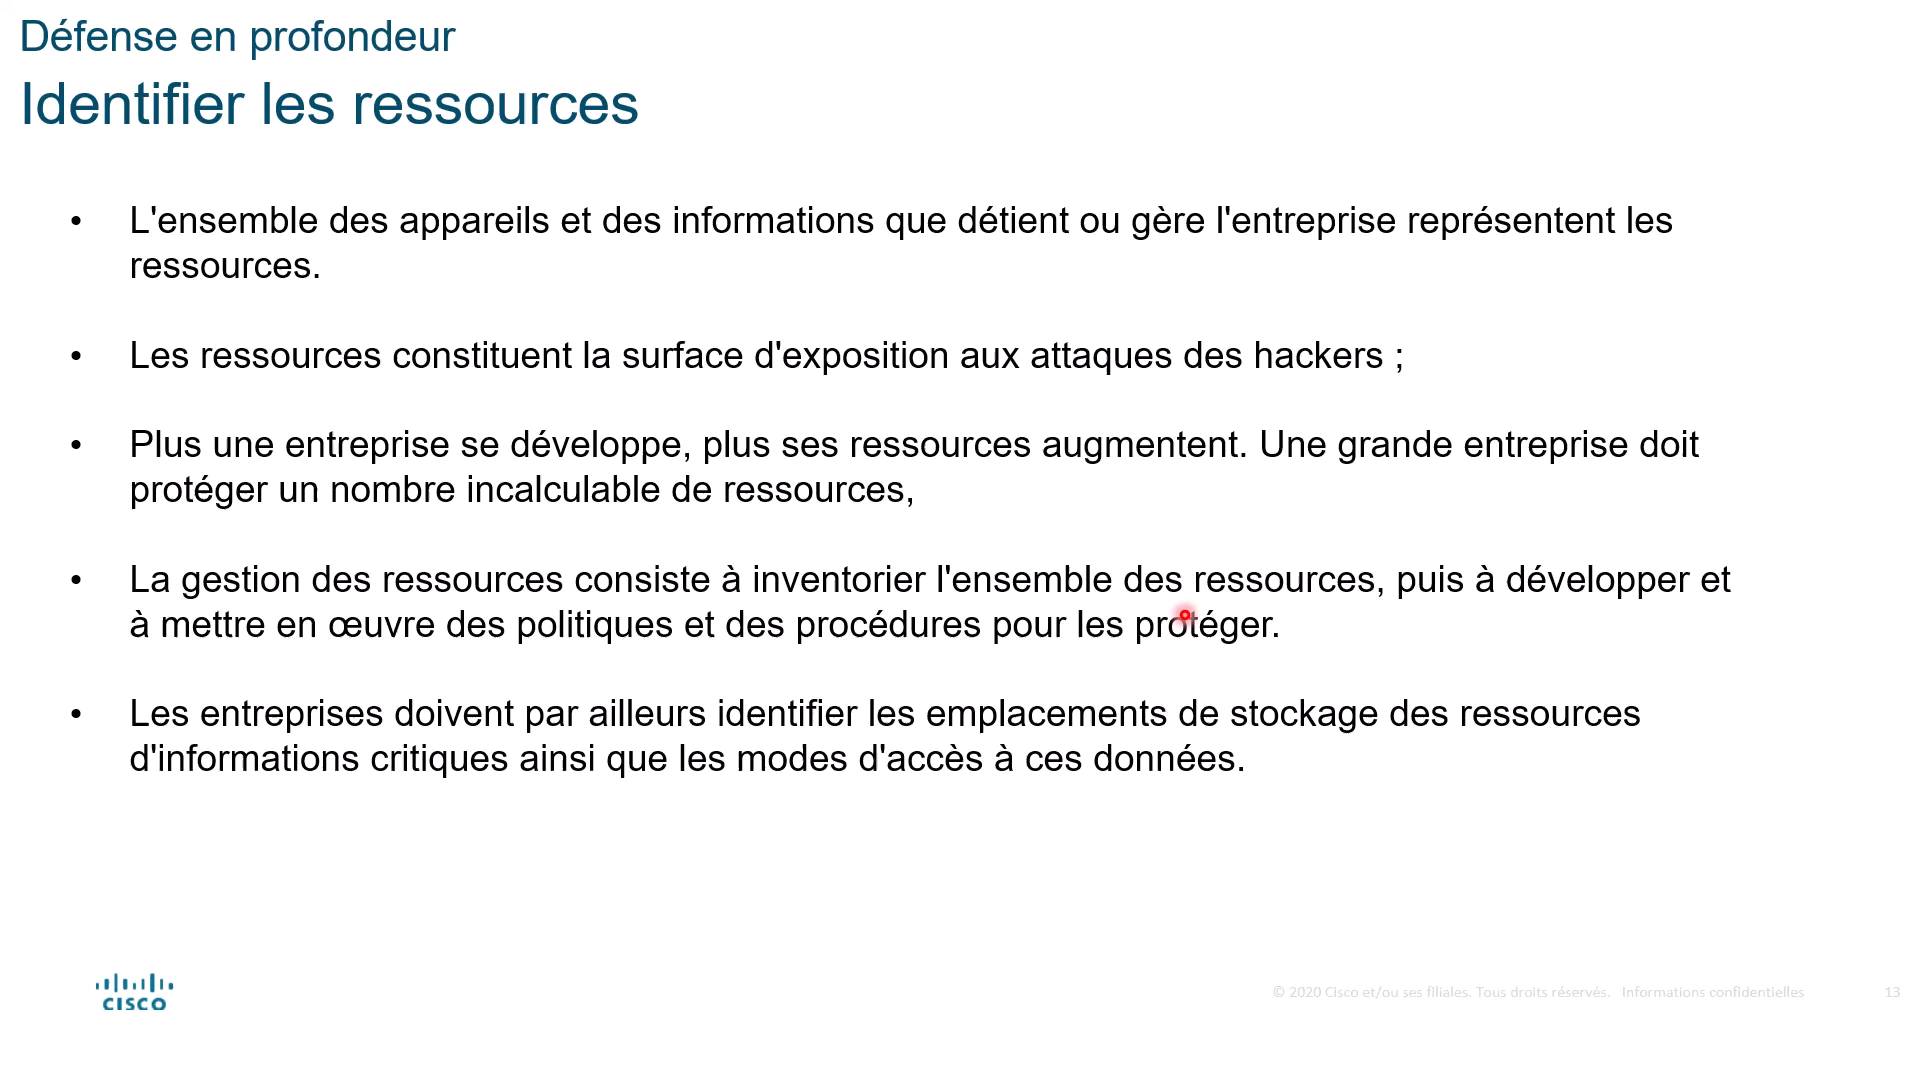 Défense en profondeur
Identifier les ressources
• L'ensemble des appareils et des informations que détient ou gère l'entreprise représentent les
ressources.
• Les ressources constituent la surface d'exposition aux attaques des hackers ;
• Plus une entreprise se développe, plus ses ressources augmentent. Une grande entreprise doit
protéger un nombre incalculable de ressources,
• La gestion des ressources consiste à inventorier l'ensemble des ressources, puis à développer et
à mettre en œuvre des politiques et des procédures pour les protéger.
• Les entreprises doivent par ailleurs identifier les emplacements de stockage des ressources
d'informations critiques ainsi que les modes d'accès à ces données.
CISCO
© 2020 Cisco et/ou ses filiales. Tous droits réservés. Informations confidentielles 13